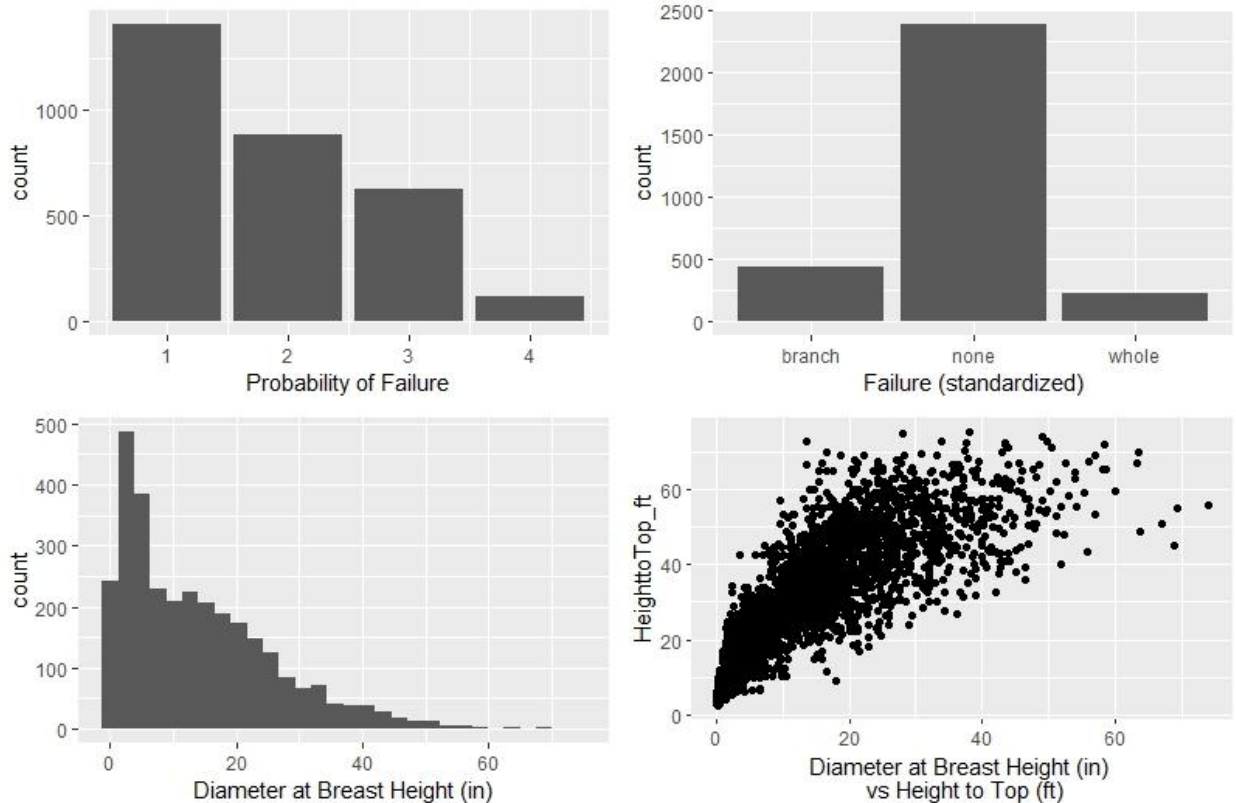 count
1000
500
0
1
2
3
4
Probability of Failure
count
2500
2000
1500
1000
500
0
branch
none
whole
Failure (standardized)
count
500
400
300
200
100
0
0
20
40
60
Diameter at Breast Height (in)
HeighttoTop_ft
60
40
20
0
0
20
40
60
Diameter at Breast Height (in)
vs Height to Top (ft)